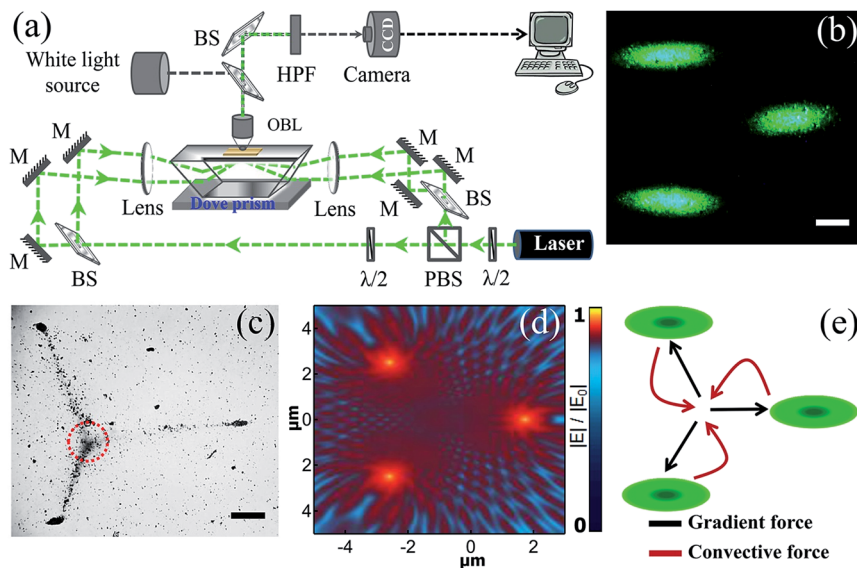 (a)
BS
White light
source
HPF
Camera
CCD
OBL
M
M
M
M
Lens
Dove prism
Lens
M
BS
M
BS
λ/2
PBS
λ/2
Laser
(b)
(c)
(d)
µm
4
2
0
2
4
-4
-2
0
2
µm
1
|E| / |E₀|
0
(e)
Gradient force
Convective force